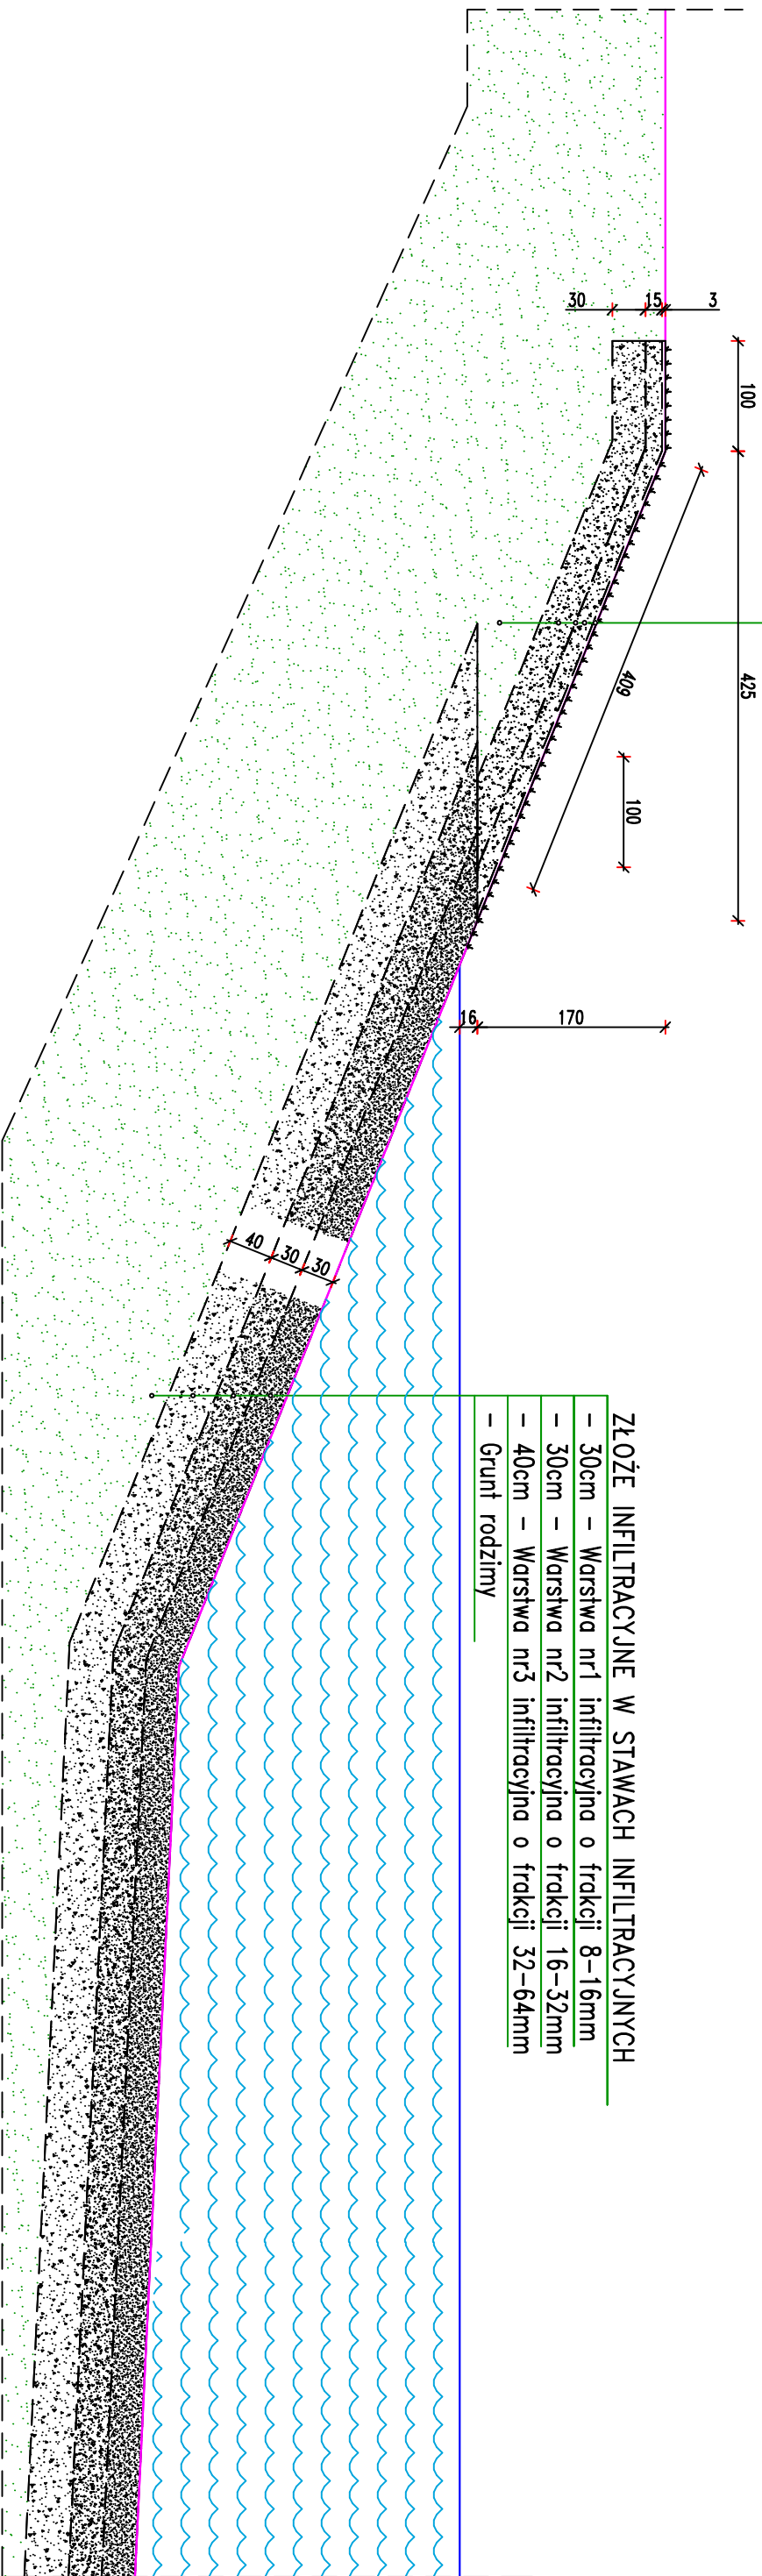 3
15
30
100
425
409
100
170
16
40
30
30
ZŁOŻE INFILTRACYJNE W STAWACH INFILTRACYJNYCH
- 30cm - Warstwa nr1 infiltracyjna o frakcji 8-16mm
- 30cm - Warstwa nr2 infiltracyjna o frakcji 16-32mm
- 40cm - Warstwa nr3 infiltracyjna o frakcji 32-64mm
- Grunt rodzimy